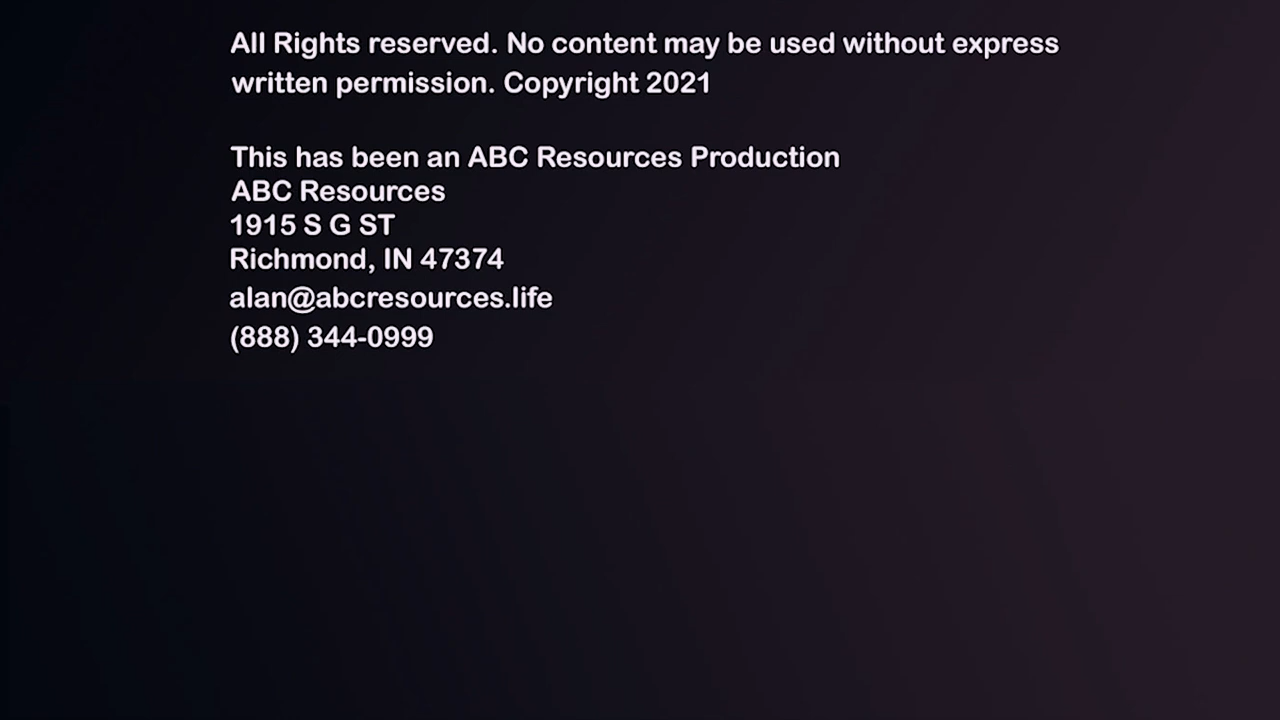 All Rights reserved. No content may be used without express
written permission. Copyright 2021
This has been an ABC Resources Production
ABC Resources
1915 S G ST
Richmond, IN 47374
alan@abcresources.life
(888) 344-0999